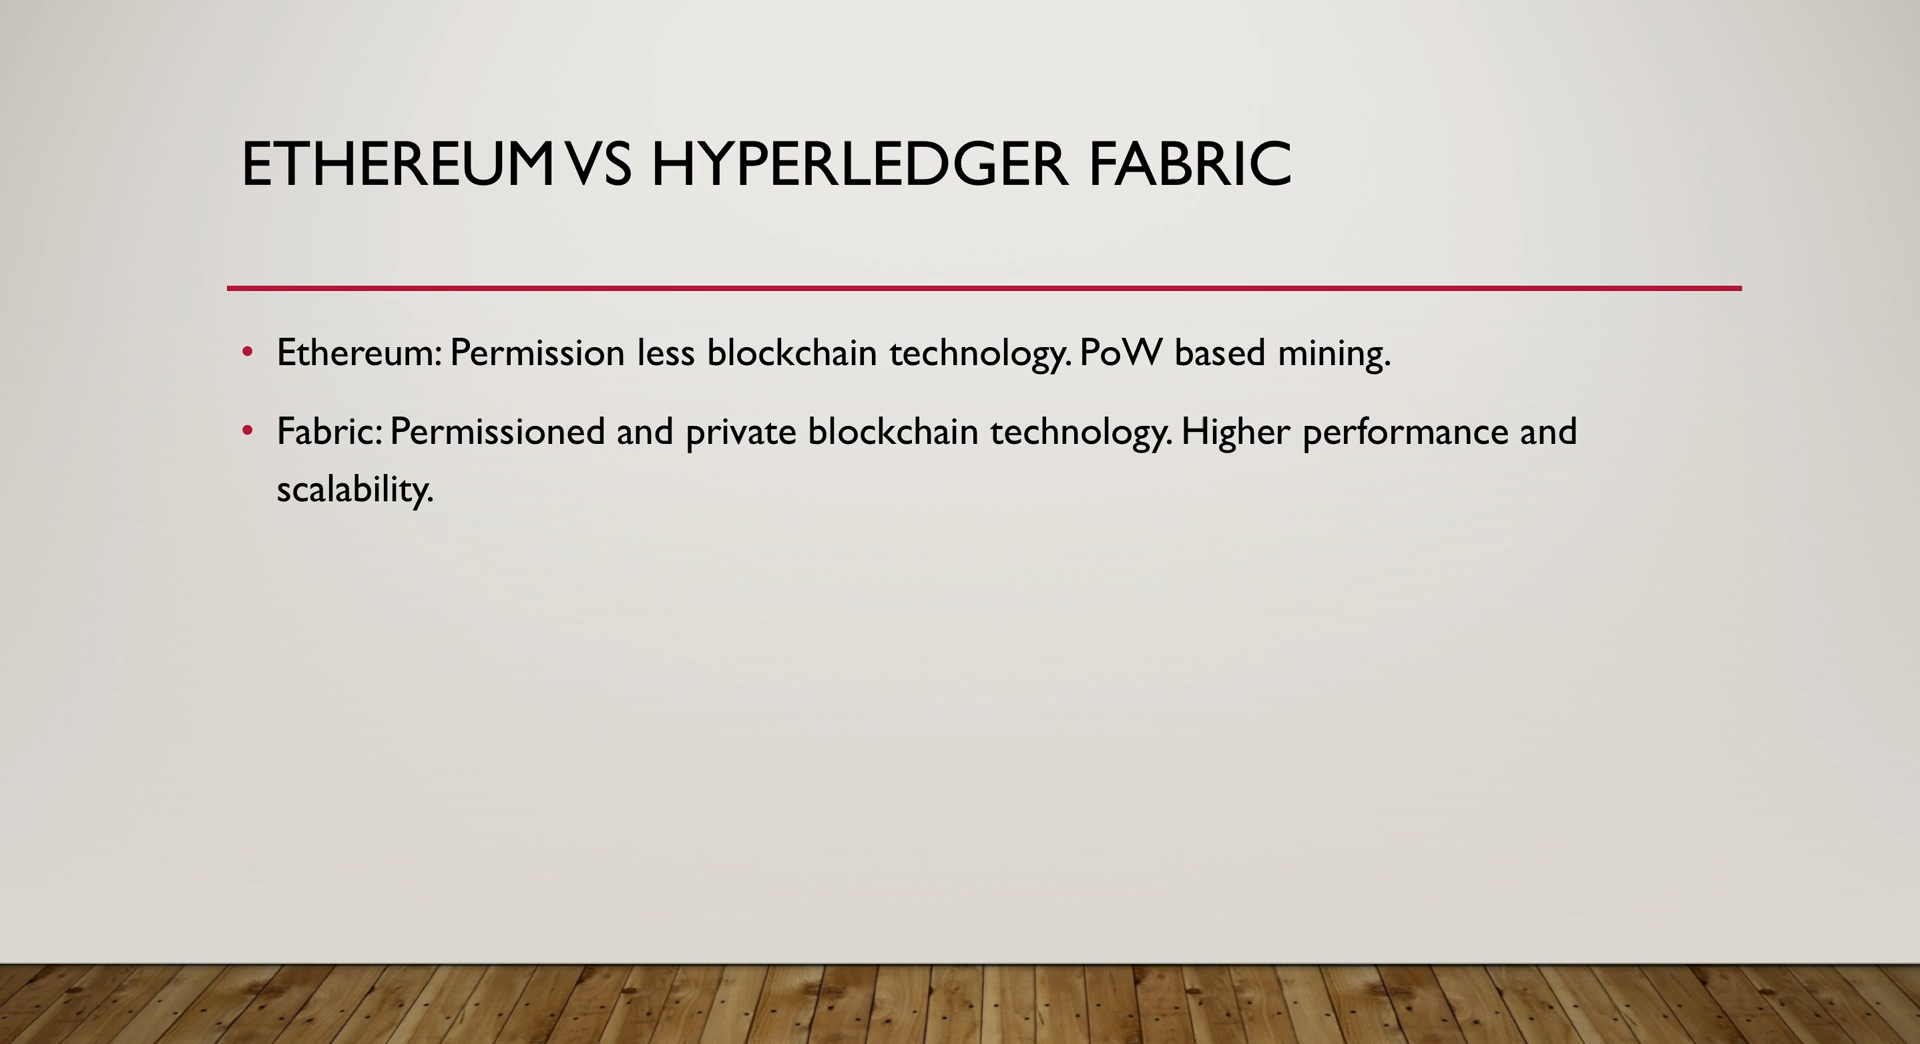 ETHEREUM VS HYPERLEDGER FABRIC
• Ethereum: Permission less blockchain technology. PoW based mining.
• Fabric: Permissioned and private blockchain technology. Higher performance and
scalability.